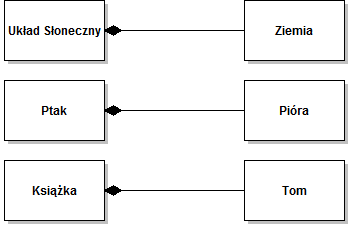 Układ Słoneczny
Ziemia
Ptak
Pióra
Książka
Tom